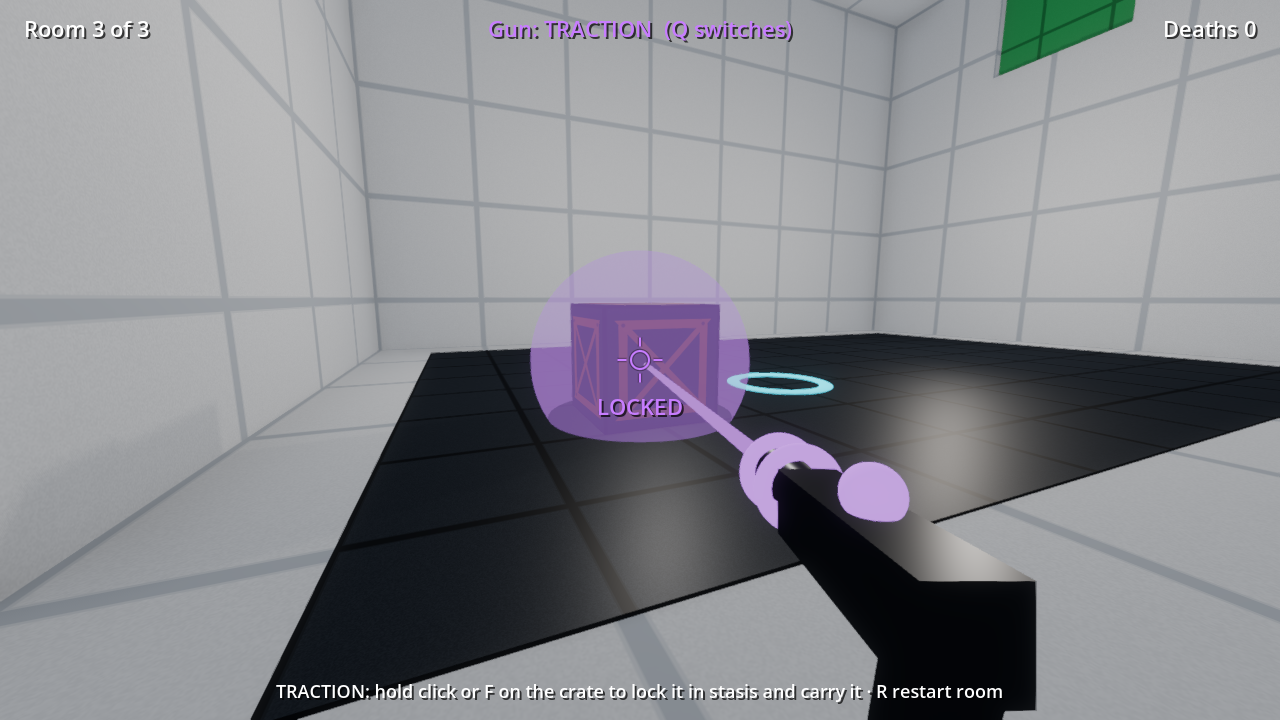 Room 3 of 3
Gun: TRACTION (Q switches)
Deaths 0
LOCKED
TRACTION: hold click or F on the crate to lock it in stasis and carry it · R restart room